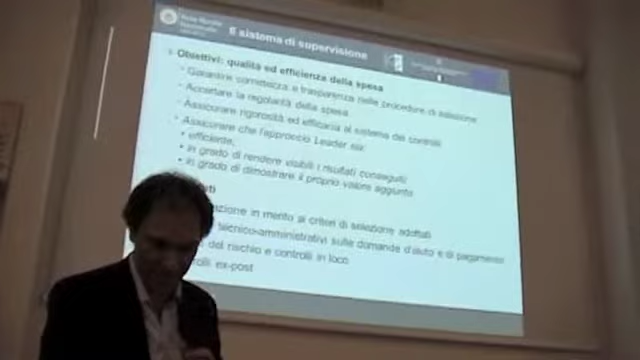 Il sistema di supervisione
Obiettivi: qualità ed efficienza della spesa
Garantire correttezza e trasparenza nelle procedure di selezione
Accertare la regolarità della spesa
Assicurare rigorosità ed efficacia al sistema dei controlli
Assicurare che l'approccio Leader sia:
• efficiente;
• in grado di rendere visibili i risultati conseguiti
• in grado di dimostrare il proprio valore aggiunto
in merito ai criteri di selezione adottati
tecnico-amministrativi sulle domande d'aiuto e di pagamento
del rischio e controlli in loco
ex-post